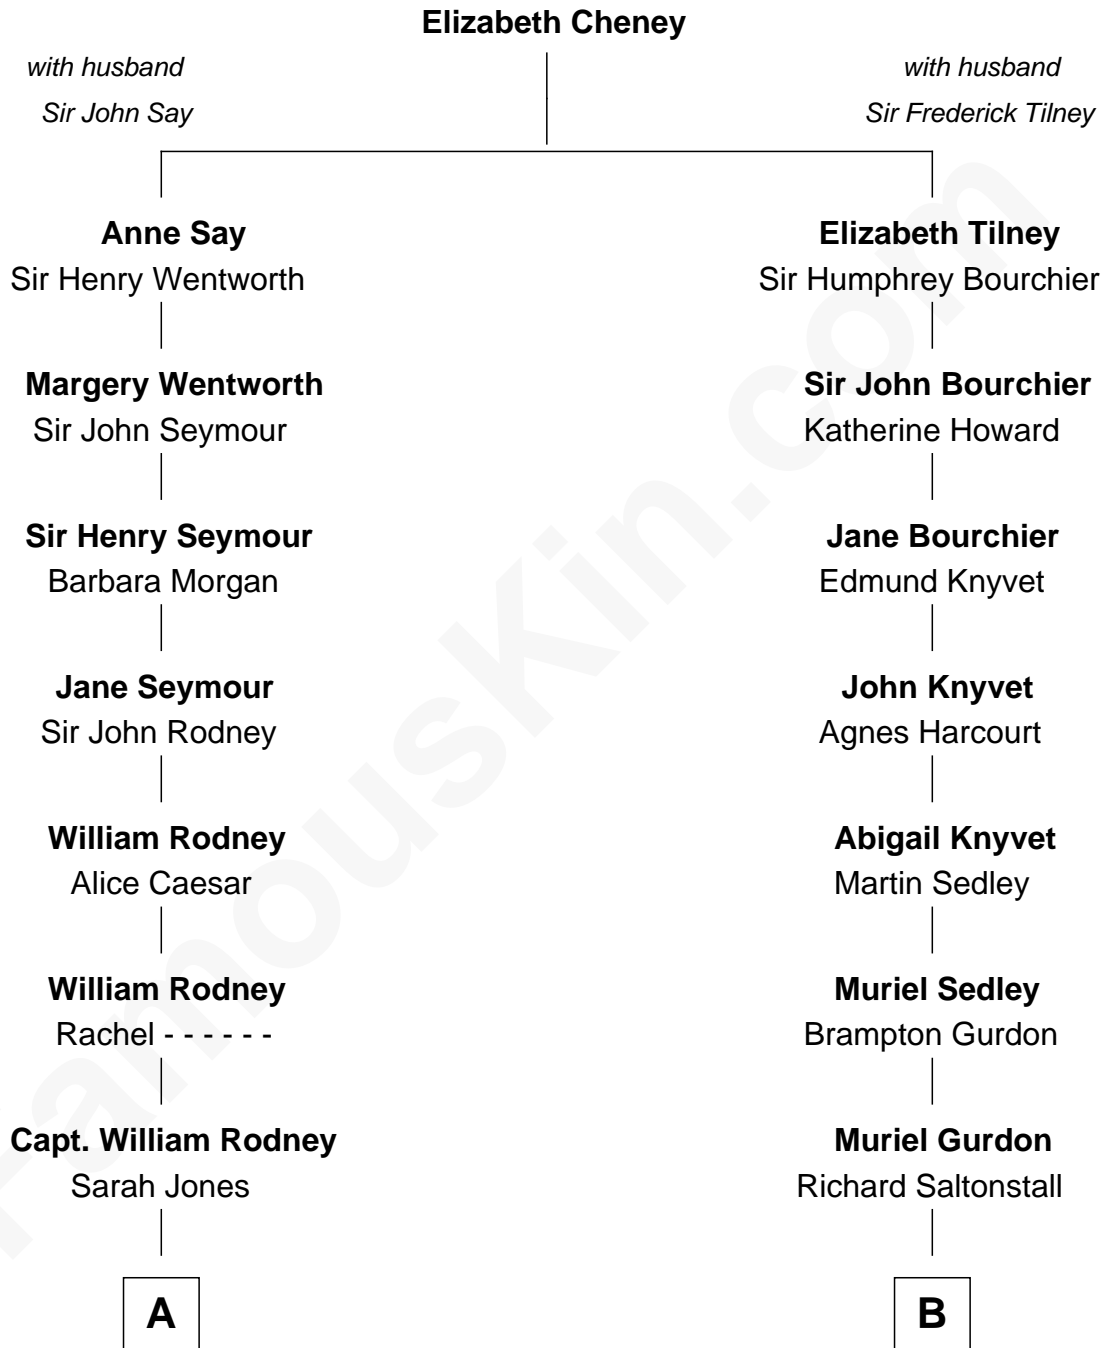 Elizabeth Cheney
with husband
Sir John Say
with husband
Sir Frederick Tilney
Anne Say
Sir Henry Wentworth
Elizabeth Tilney
Sir Humphrey Bourchier
Margery Wentworth
Sir John Seymour
Sir John Bourchier
Katherine Howard
Sir Henry Seymour
Barbara Morgan
Jane Bourchier
Edmund Knyvet
Jane Seymour
Sir John Rodney
John Knyvet
Agnes Harcourt
William Rodney
Alice Caesar
Abigail Knyvet
Martin Sedley
William Rodney
Rachel - - - - - -
Muriel Sedley
Brampton Gurdon
Capt. William Rodney
Sarah Jones
Muriel Gurdon
Richard Saltonstall
A
B
FamousKin.com